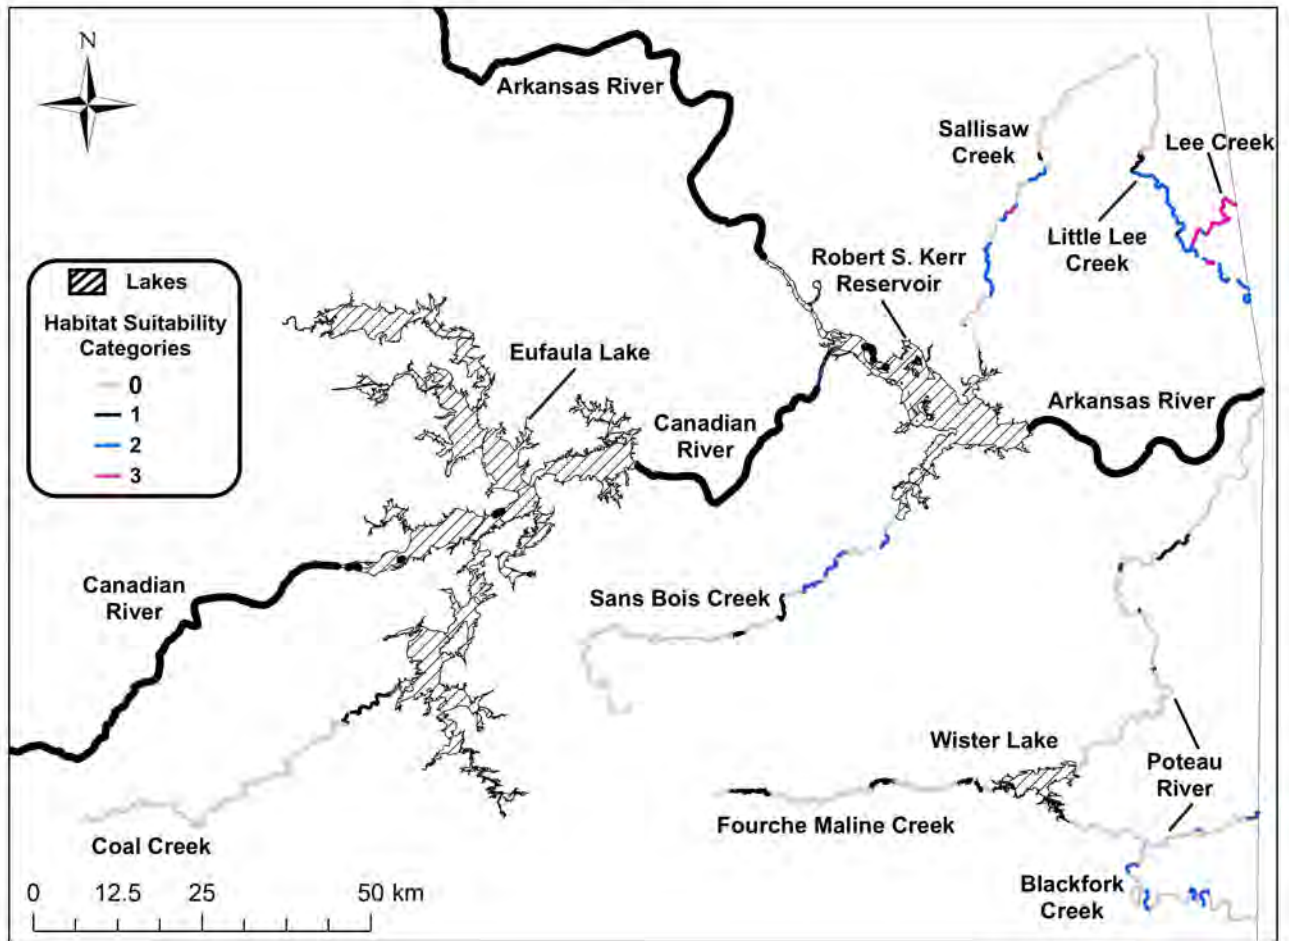 N
Arkansas River
Sallisaw
Creek
Lee Creek
Little Lee
Creek
Robert S. Kerr
Reservoir
Lakes
Habitat Suitability
Categories
0
1
2
3
Eufaula Lake
Canadian
River
Arkansas River
Canadian
River
Sans Bois Creek
Wister Lake
Poteau
River
Fourche Maline Creek
Coal Creek
Blackfork
Creek
0 12.5 25 50 km